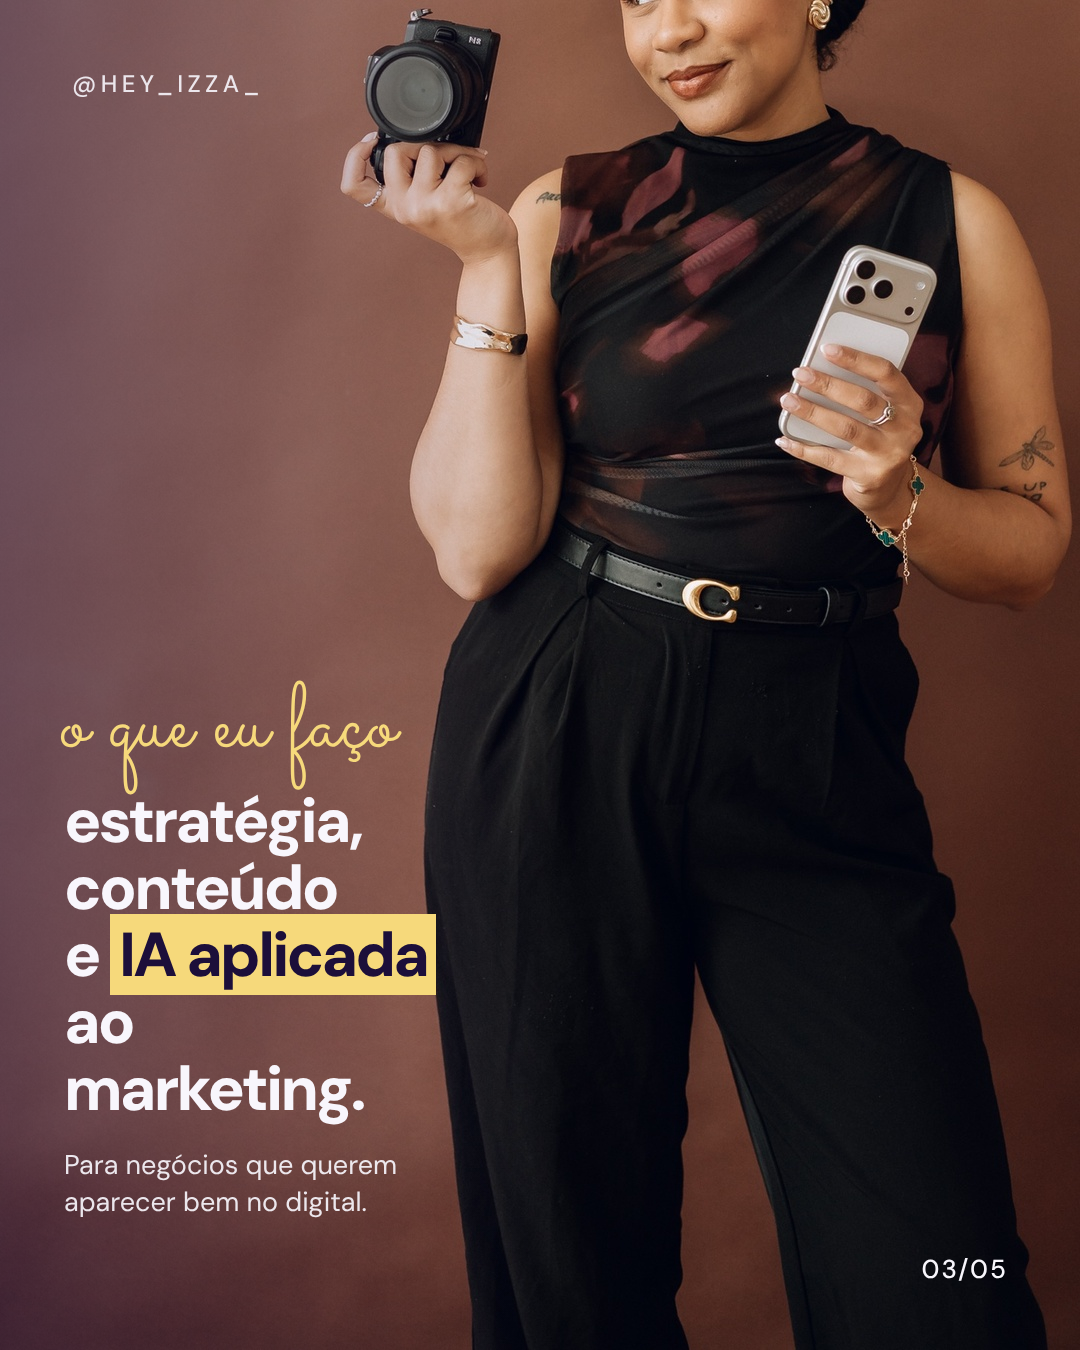 @HEY_IZZA_
o que eu faço
estratégia,
conteúdo
e IA aplicada
ao
marketing.
Para negócios que querem
aparecer bem no digital.
03/05